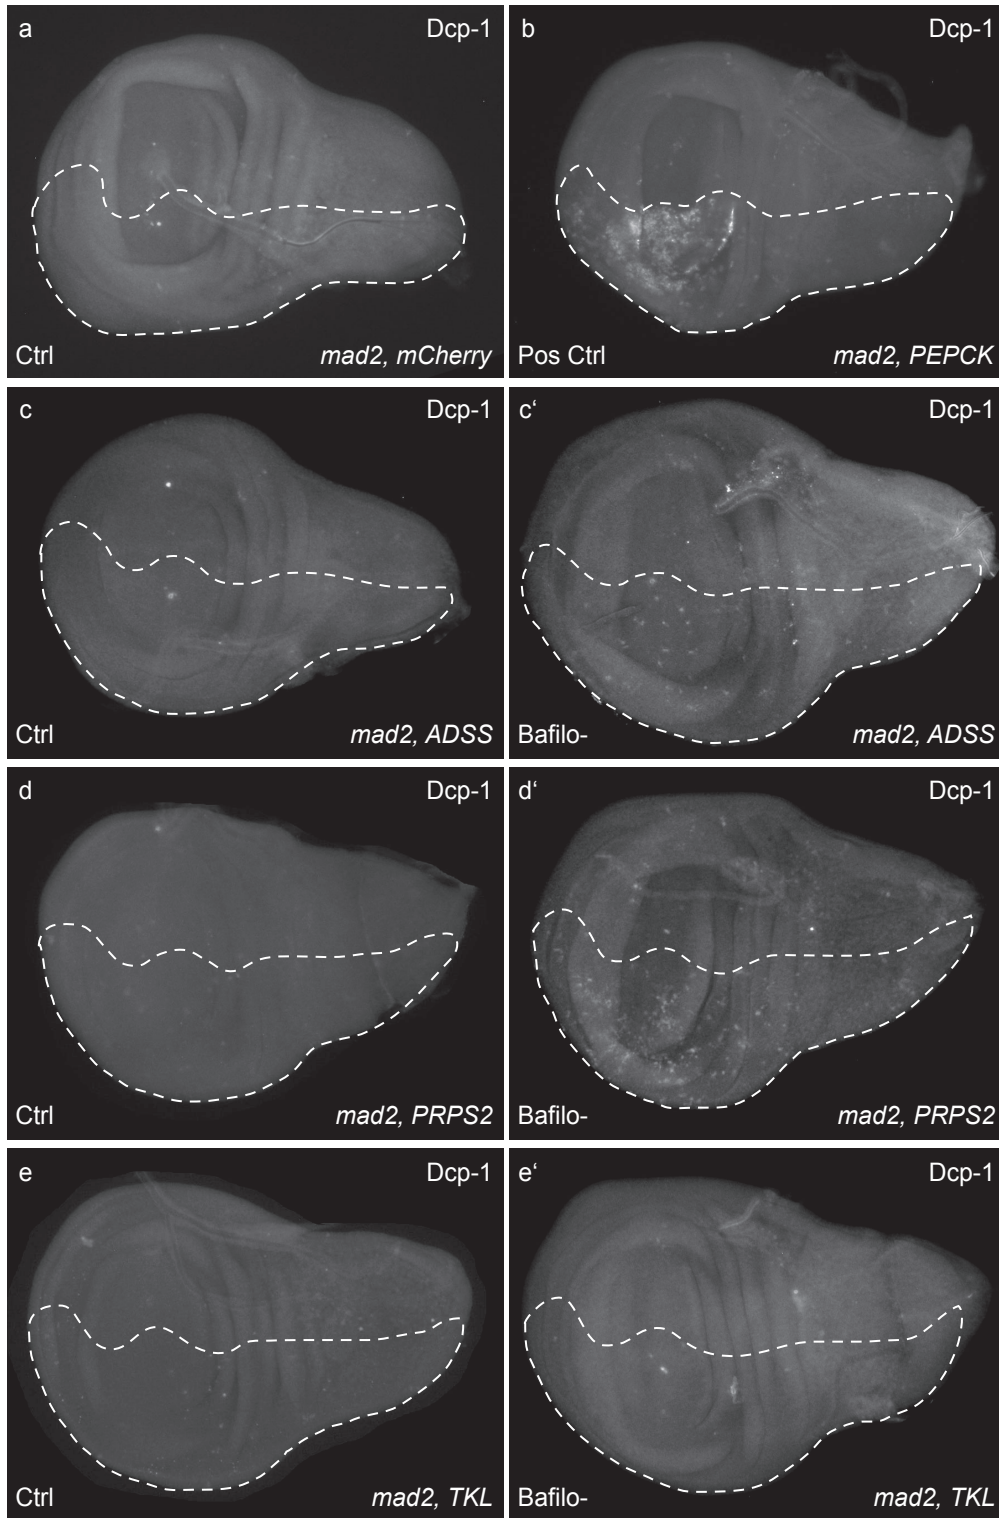 a Dcp-1
Ctrl mad2, mCherry
b Dcp-1
Pos Ctrl mad2, PEPCK
c Dcp-1
Ctrl mad2, ADSS
c‘ Dcp-1
Bafilo- mad2, ADSS
d Dcp-1
Ctrl mad2, PRPS2
d‘ Dcp-1
Bafilo- mad2, PRPS2
e Dcp-1
Ctrl mad2, TKL
e‘ Dcp-1
Bafilo- mad2, TKL